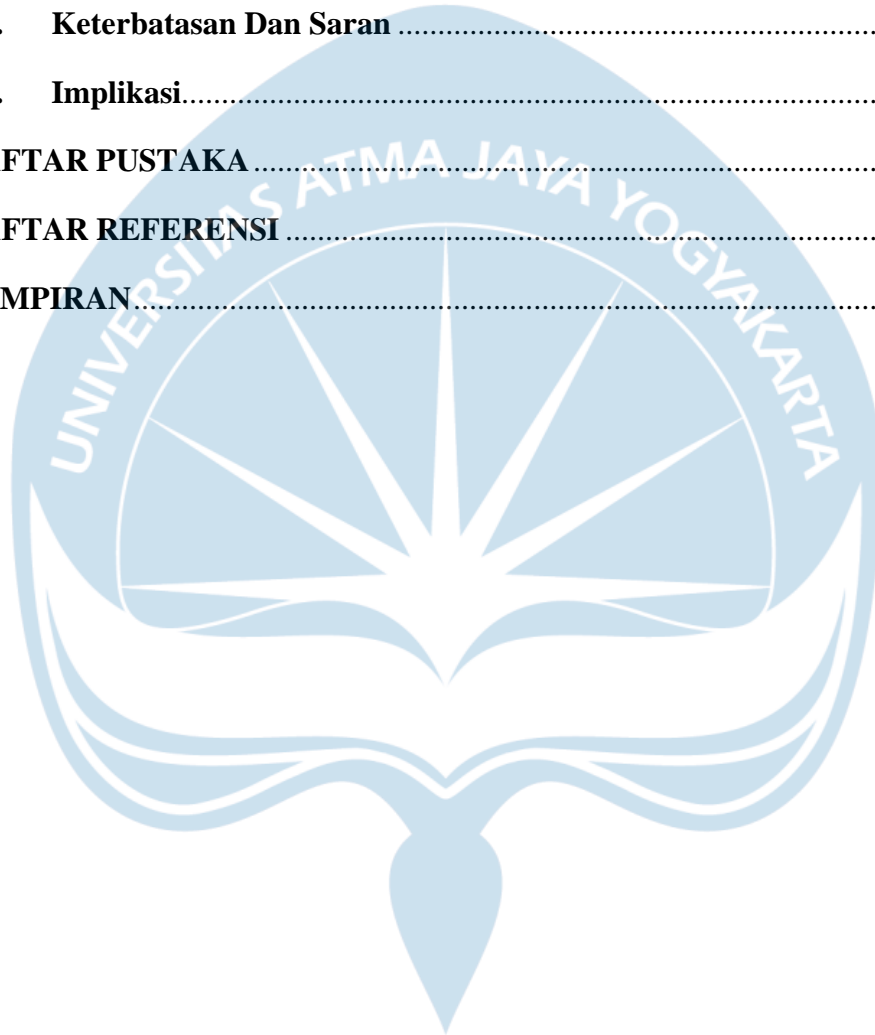 . Keterbatasan Dan Saran ........................................................................
. Implikasi........................................................................................................
FTAR PUSTAKA ........................................................................................
FTAR REFERENSI ....................................................................................
MPIRAN........................................................................................................
UNIVERSITAS ATMA JAYA YOGYAKARTA